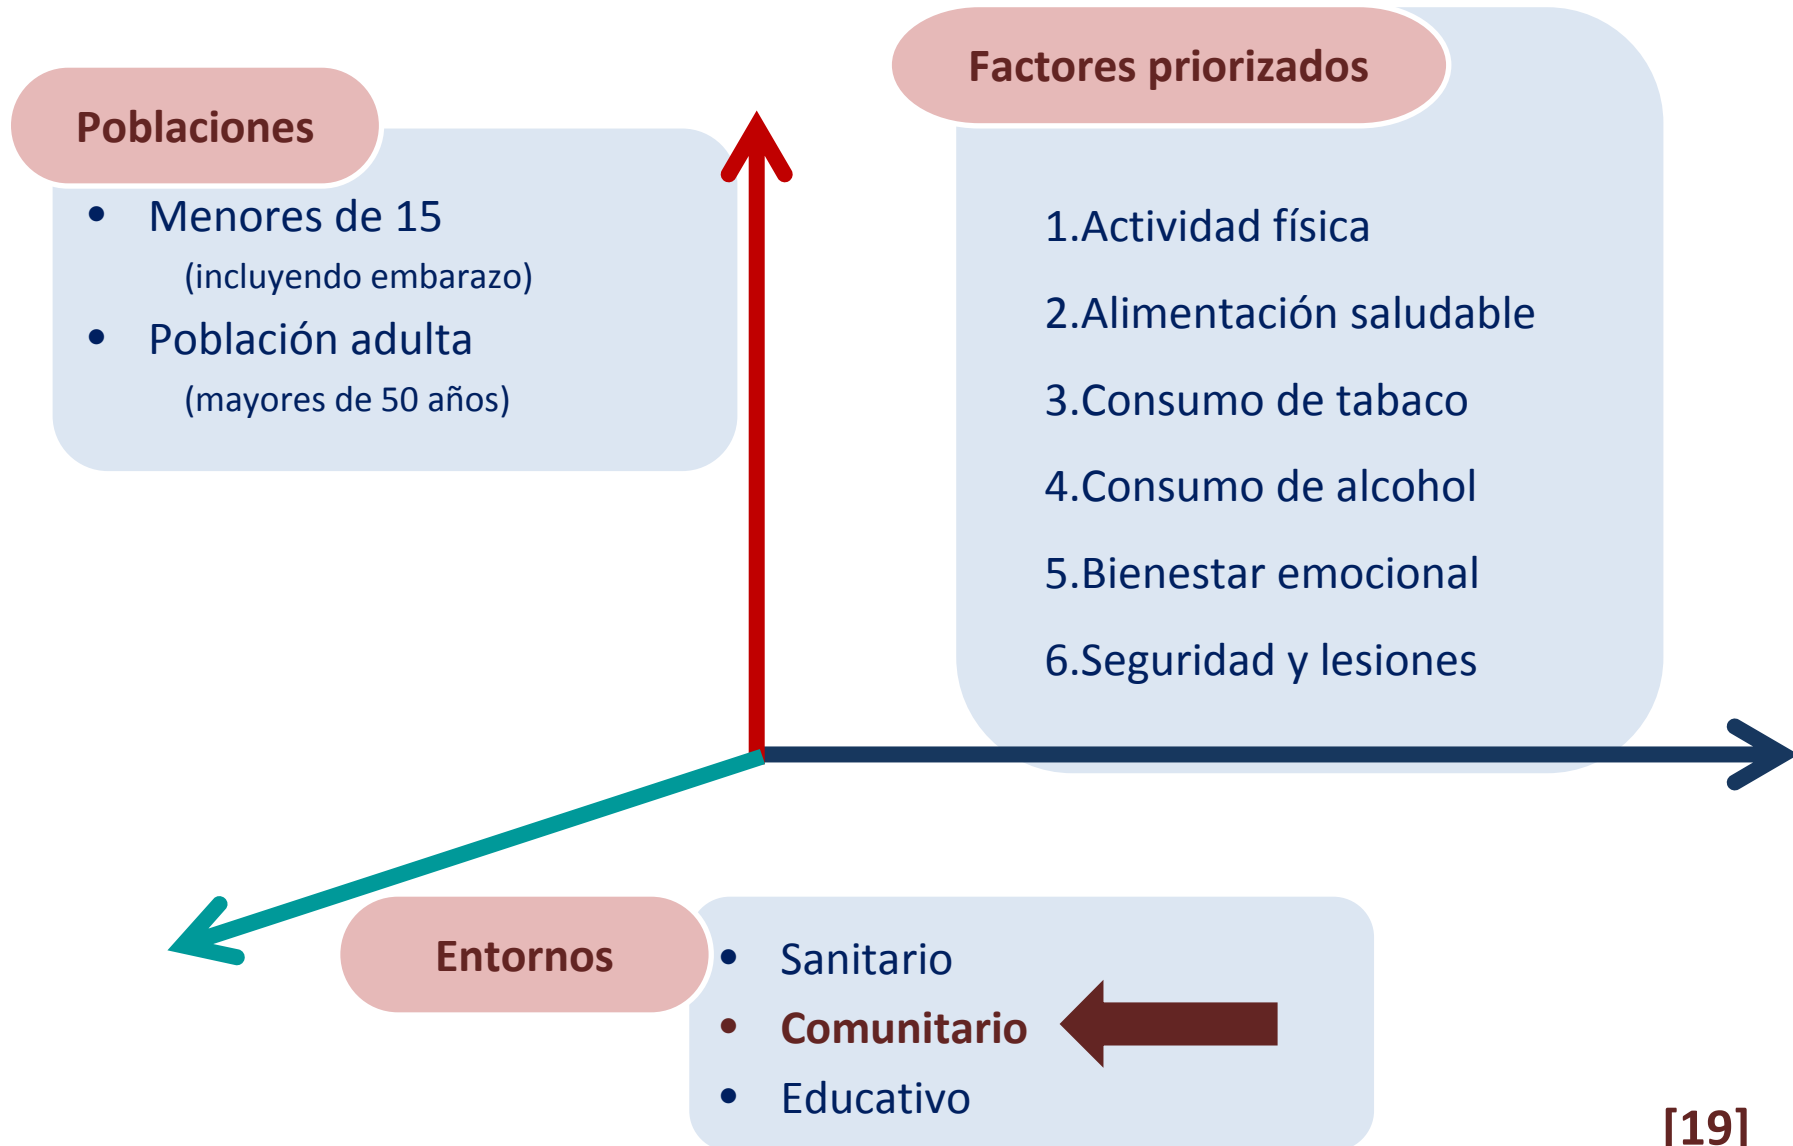 Poblaciones
• Menores de 15
(incluyendo embarazo)
• Población adulta
(mayores de 50 años)
Factores priorizados
1.Actividad física
2.Alimentación saludable
3.Consumo de tabaco
4.Consumo de alcohol
5.Bienestar emocional
6.Seguridad y lesiones
Entornos
• Sanitario
• Comunitario
• Educativo
[19]